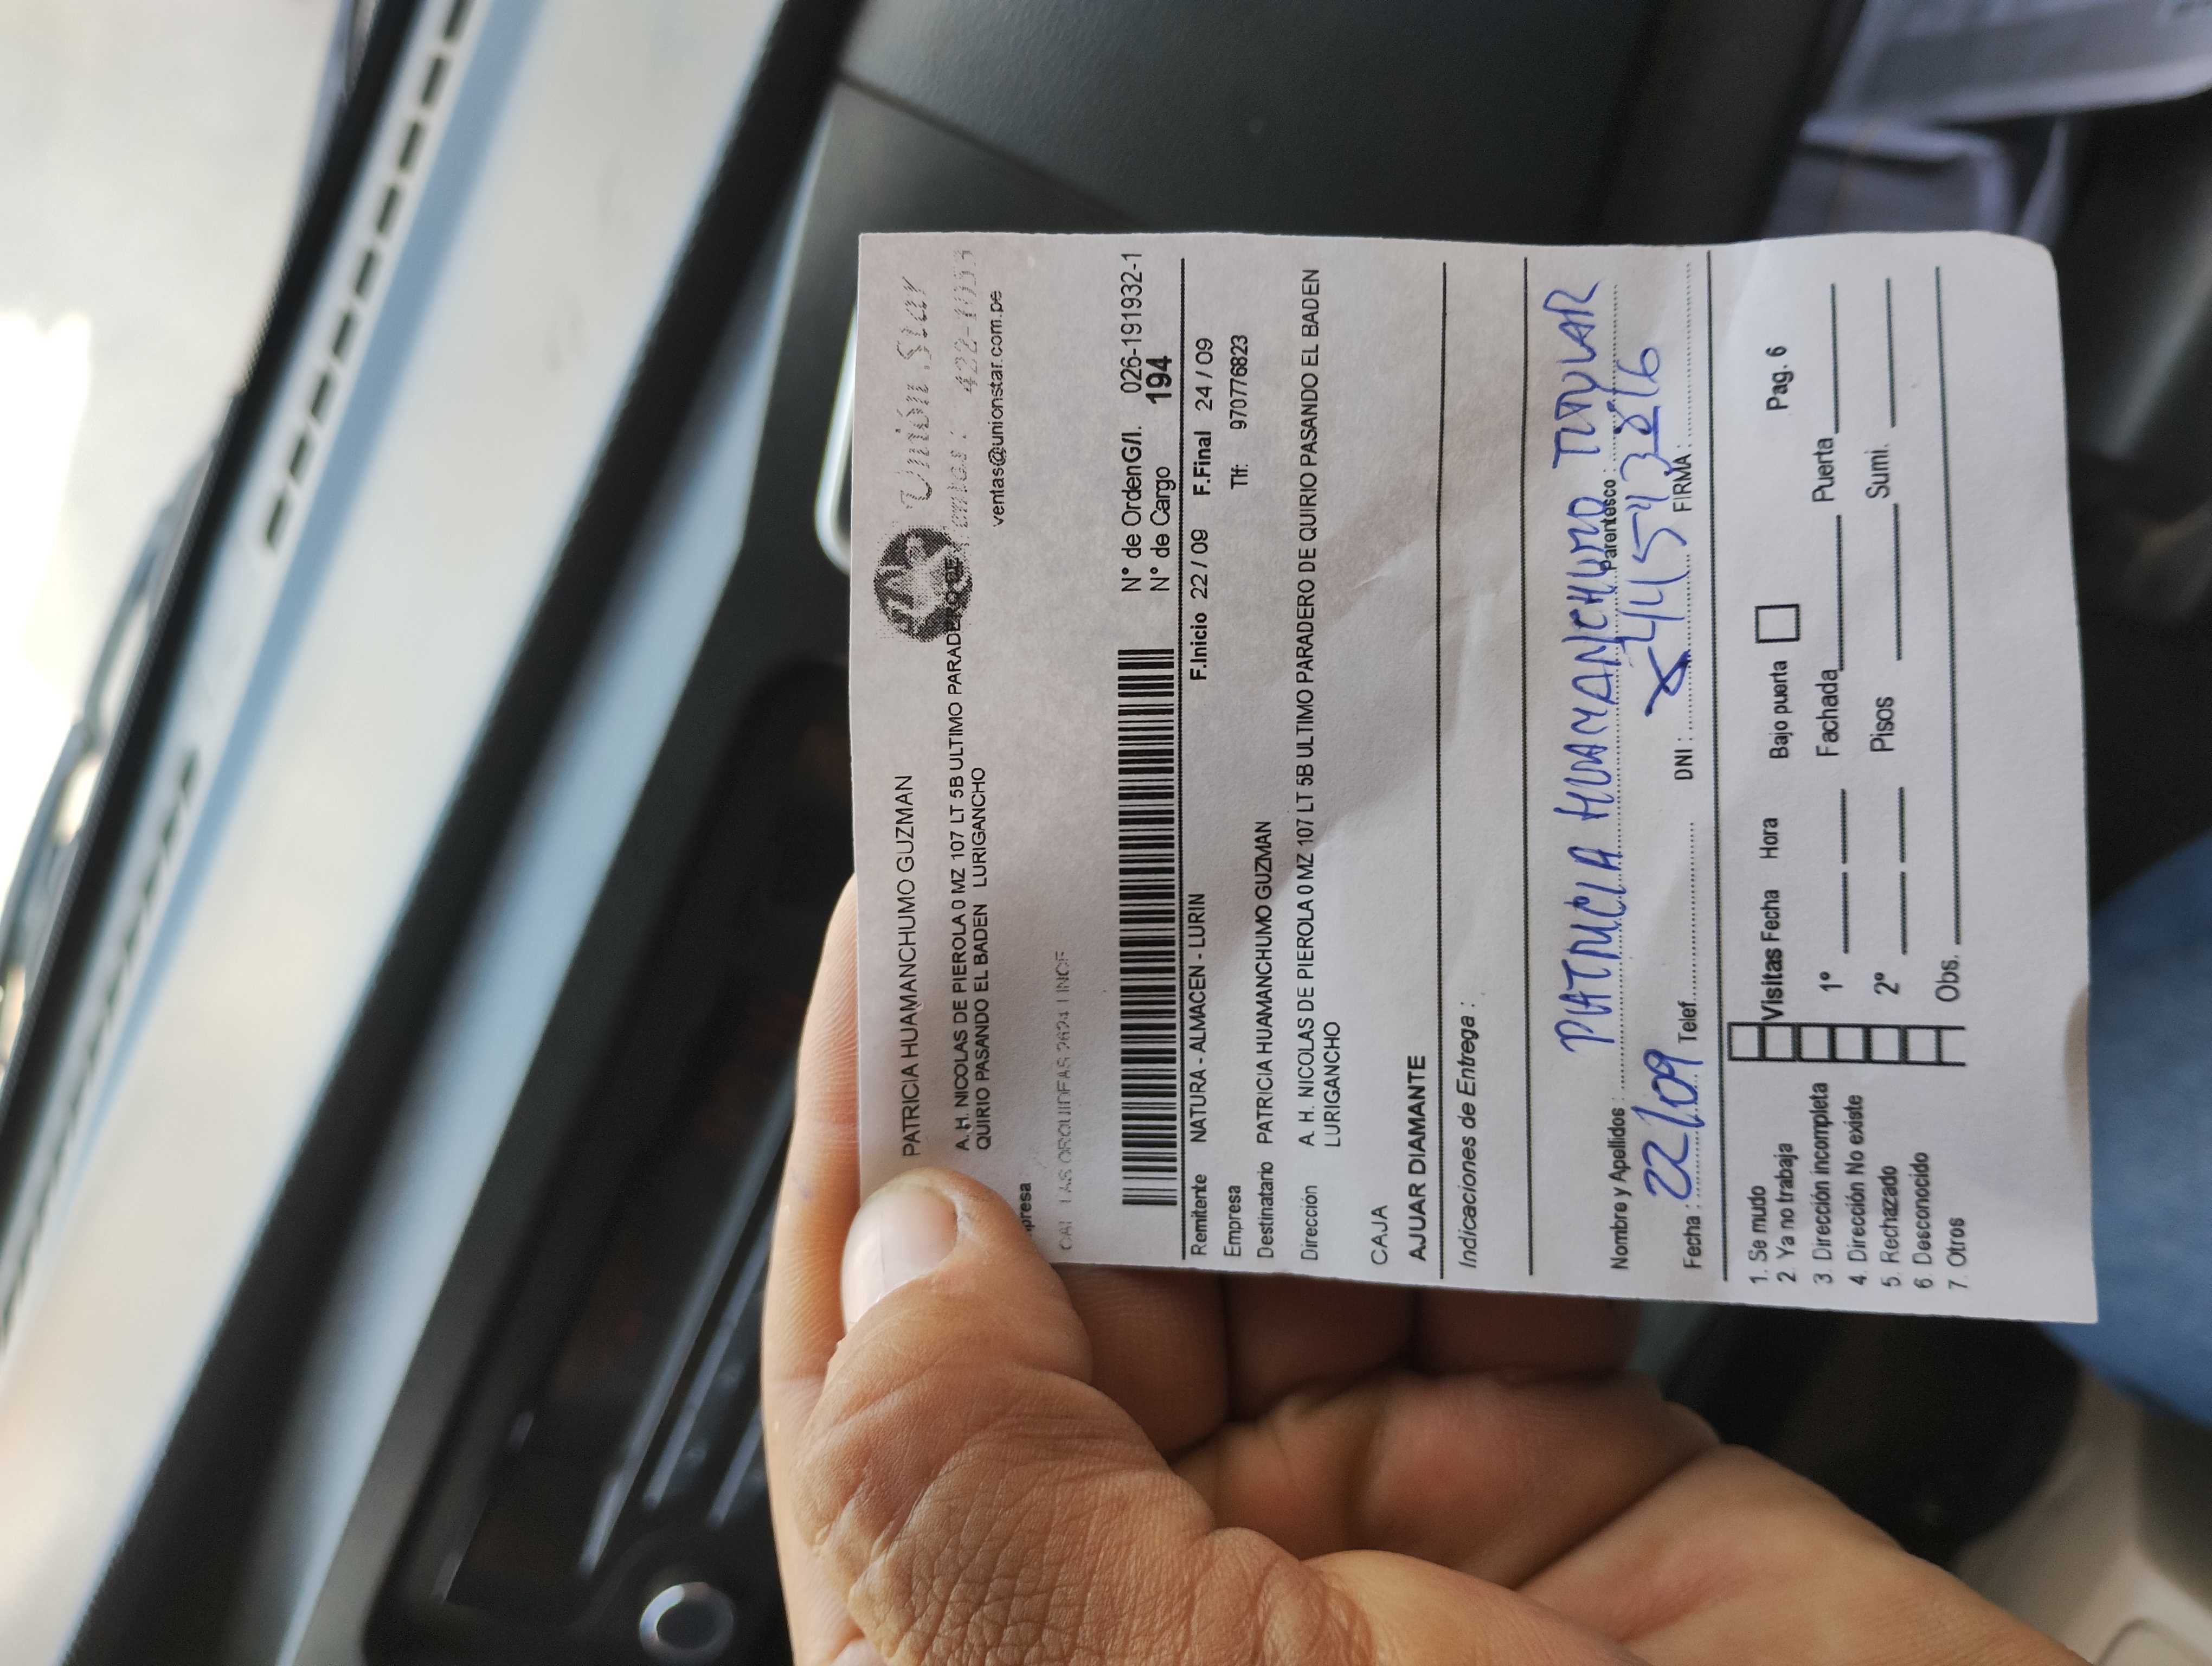 PATRICIA HUAMANCHUMO GUZMAN
Unión Star
A.H. NICOLAS DE PIEROLA 0 MZ 107 LT 5B ULTIMO PARADERO DE
QUIRIO PASANDO EL BADEN LURIGANCHO
ventas@unionstar.com.pe
presa
N° de OrdenG/I. 026-191932-1
N° de Cargo 194
Remitente NATURA - ALMACEN - LURIN F.Inicio 22 / 09 F.Final 24 / 09
Empresa Tlf: 970776823
Destinatario PATRICIA HUAMANCHUMO GUZMAN
Dirección A. H. NICOLAS DE PIEROLA 0 MZ 107 LT 5B ULTIMO PARADERO DE QUIRIO PASANDO EL BADEN
LURIGANCHO
CAJA
AJUAR DIAMANTE
Indicaciones de Entrega :
PATRICIA HUAMANCHUMO TITULAR
Nombre y Apellidos : Parentesco :
Fecha : 22/09 Telef. DNI : FIRMA :
1. Se mudo
2. Ya no trabaja Visitas Fecha Hora Bajo puerta Pag. 6
3. Dirección incompleta 1° Fachada Puerta
4. Dirección No existe
5. Rechazado 2° Pisos Sumi.
6. Desconocido
7. Otros Obs.